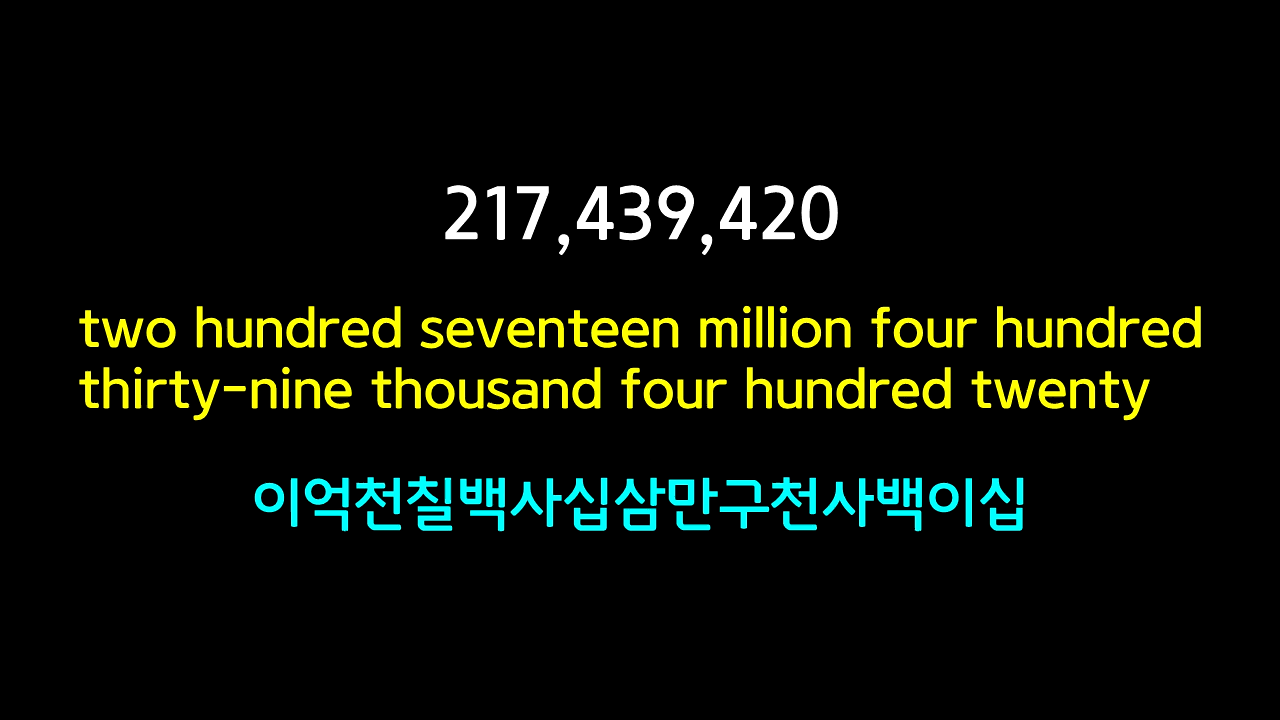 217,439,420
two hundred seventeen million four hundred
thirty-nine thousand four hundred twenty
이억천칠백사십삼만구천사백이십